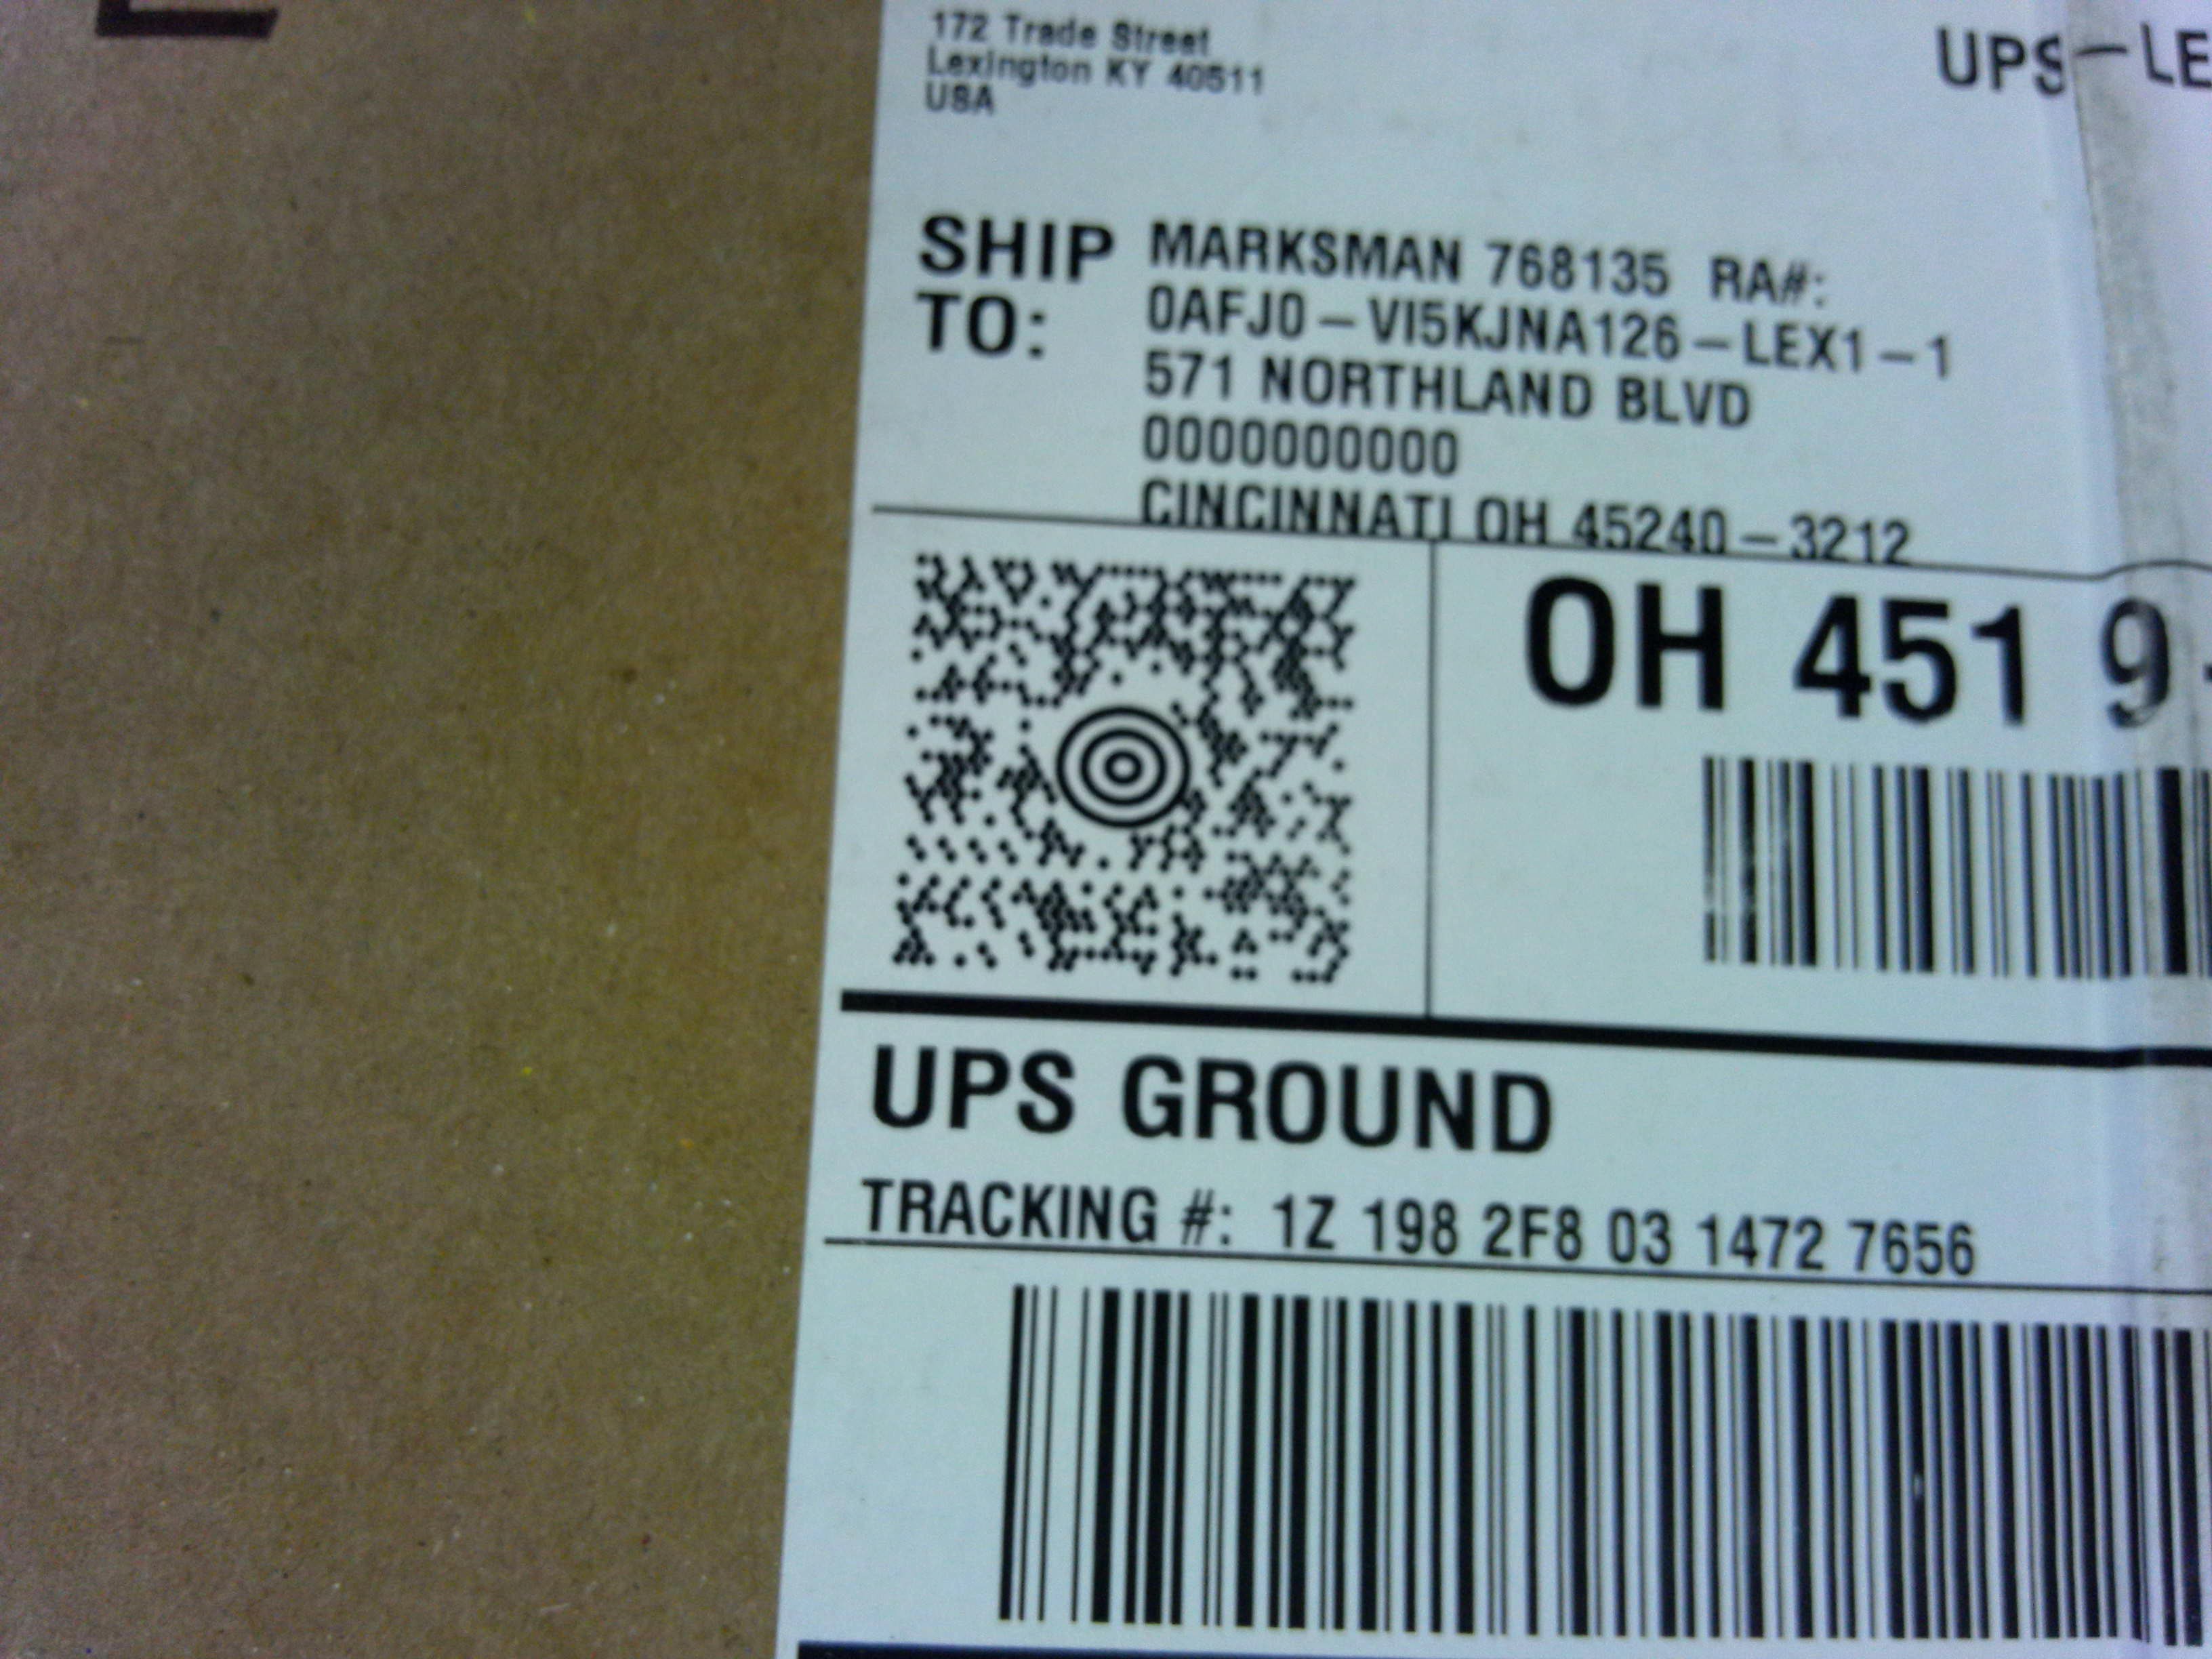 172 Trade Street
Lexington KY 40511
USA
UPS-LE
SHIP TO:
MARKSMAN 768135 RA#:
0AFJ0-VI5KJNA126-LEX1-1
571 NORTHLAND BLVD
0000000000
CINCINNATI OH 45240-3212
OH 451 9-
UPS GROUND
TRACKING #: 1Z 198 2F8 03 1472 7656